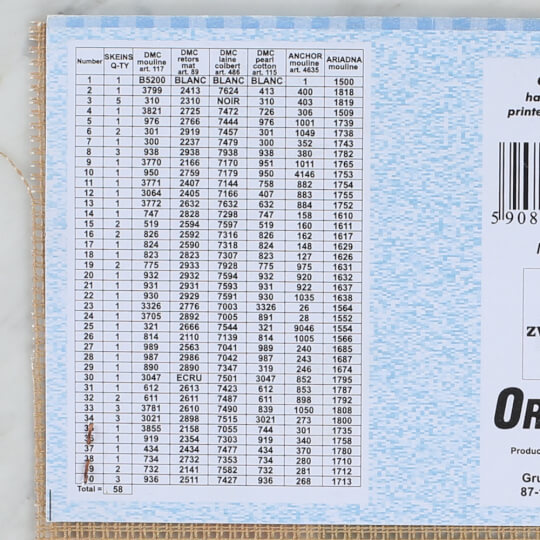 Number SKEINS Q-TY DMC mouline art. 117 DMC retors mat art. 89 DMC laine colbert art. 486 DMC pearl cotton art. 115 ANCHOR mouline art. 4635 ARIADNA mouline
1 1 B5200 BLANC BLANC BLANC 1 1500
2 1 3799 2413 7624 413 400 1818
3 5 310 2310 NOIR 310 403 1819
4 1 3821 2725 7472 726 306 1509
5 1 976 2766 7444 976 1001 1739
6 2 301 2919 7457 301 1049 1738
7 1 300 2237 7479 300 352 1743
8 3 938 2938 7938 938 380 1782
9 1 3770 2166 7170 951 1011 1765
10 1 950 2759 7179 950 4146 1753
11 1 3771 2407 7144 758 882 1754
12 1 3064 2405 7166 407 883 1755
13 1 3772 2632 7632 632 884 1752
14 1 747 2828 7298 747 158 1610
15 2 519 2594 7597 519 160 1611
16 2 826 2592 7316 826 162 1617
17 1 824 2590 7318 824 148 1629
18 1 823 2823 7307 823 127 1626
19 2 775 2933 7928 775 975 1631
20 1 932 2932 7594 932 920 1632
21 1 931 2931 7593 931 922 1637
22 1 930 2929 7591 930 1035 1638
23 1 3326 2776 7003 3326 26 1564
24 1 3705 2892 7005 891 28 1552
25 1 321 2666 7544 321 9046 1554
26 1 814 2110 7139 814 1005 1566
27 1 989 2563 7041 989 240 1685
28 1 987 2986 7042 987 243 1687
29 1 890 2890 7347 319 246 1674
30 1 3047 ECRU 7501 3047 852 1795
31 1 612 2613 7423 612 853 1787
32 2 611 2611 7487 611 898 1792
33 3 3781 2610 7490 839 1050 1808
34 3 3021 2898 7515 3021 273 1800
35 1 3855 2158 7055 744 301 1735
36 1 919 2354 7303 919 340 1758
37 1 434 2434 7477 434 370 1780
38 1 734 2732 7353 734 280 1710
39 2 732 2141 7582 732 281 1712
40 3 936 2511 7427 936 268 1713
Total = 58
ha
printe
5 908
zv
OR
Produc
Gru
87-